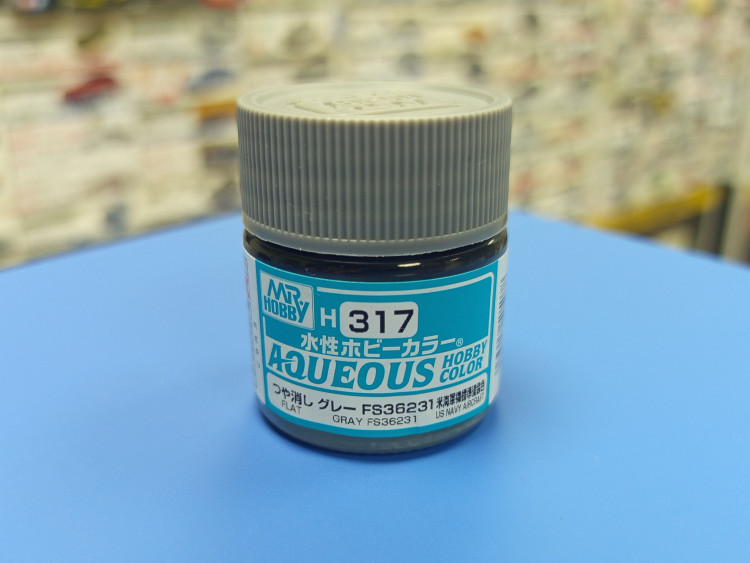 MR
HOBBY
H 317
水性ホビーカラー®
AQUEOUS HOBBY COLOR
つや消し グレー FS36231
FLAT GRAY FS36231
US NAVY AIRCRAFT